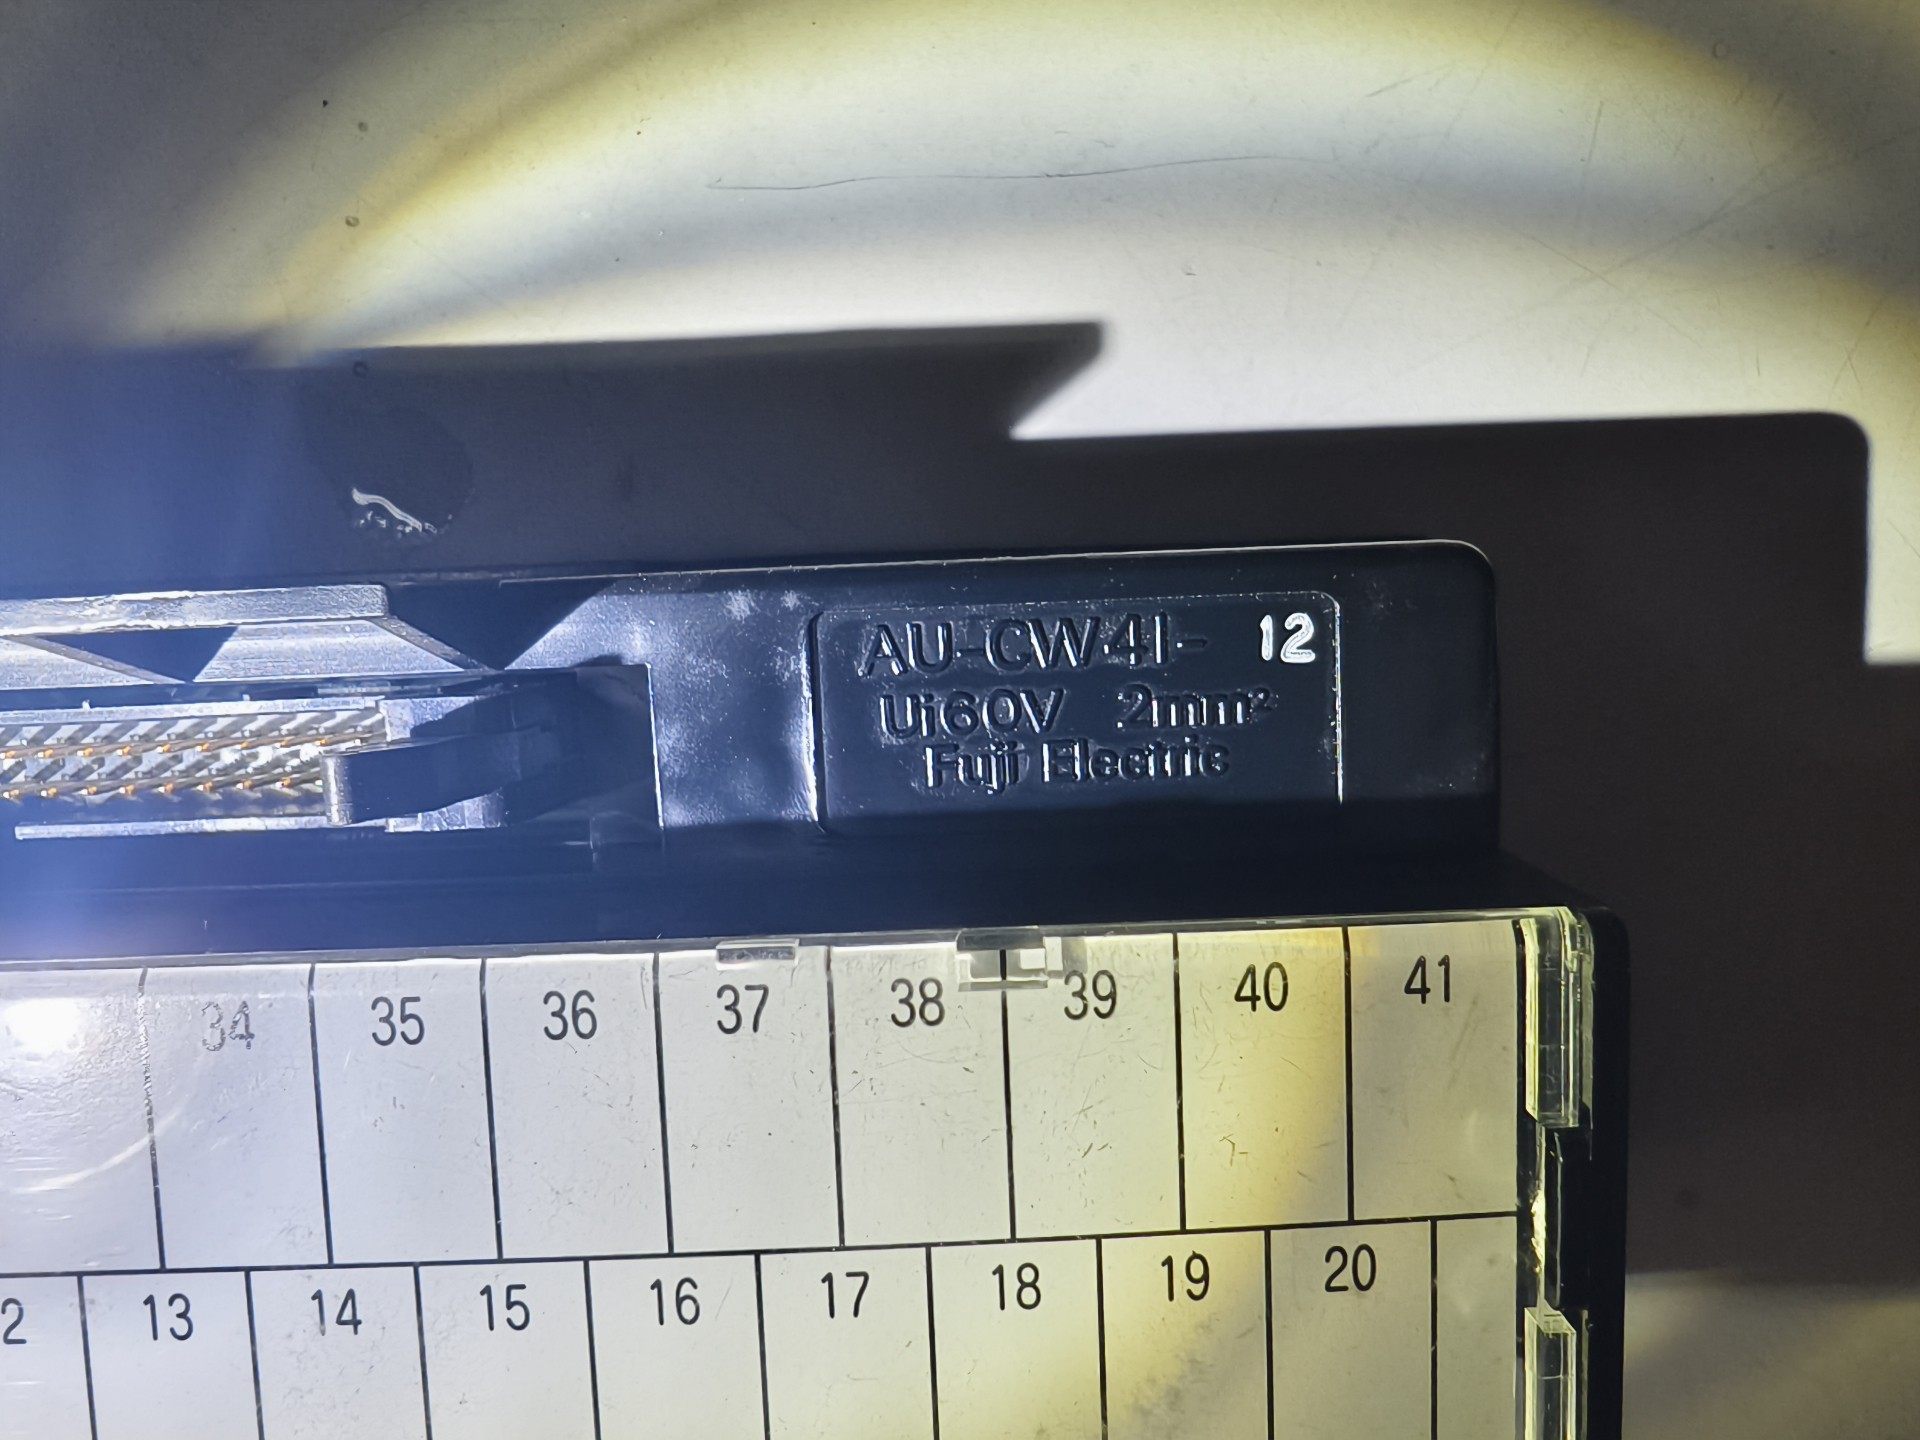 AU-CW41- 12
Ui60V 2mm²
Fuji Electric
34 35 36 37 38 39 40 41
2 13 14 15 16 17 18 19 20